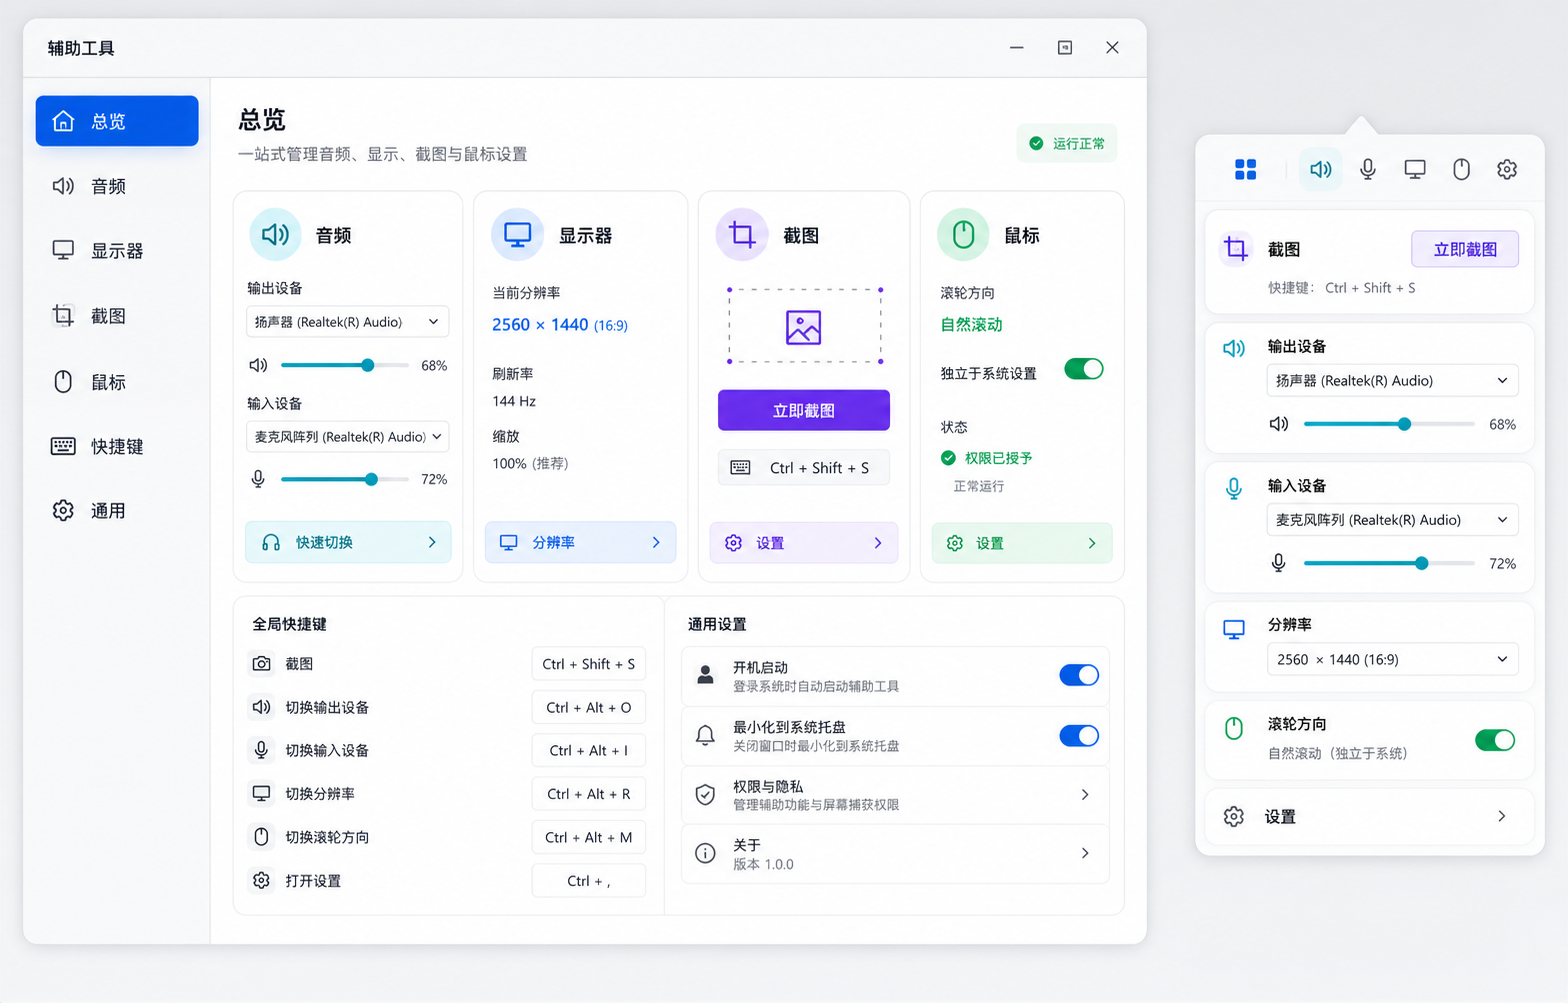 辅助工具
总览
音频
显示器
截图
鼠标
快捷键
通用
总览
一站式管理音频、显示、截图与鼠标设置
运行正常
音频
输出设备
扬声器 (Realtek(R) Audio)
68%
输入设备
麦克风阵列 (Realtek(R) Audio)
72%
快速切换
显示器
当前分辨率
2560 × 1440 (16:9)
刷新率
144 Hz
缩放
100% (推荐)
分辨率
截图
立即截图
Ctrl + Shift + S
设置
鼠标
滚轮方向
自然滚动
独立于系统设置
状态
权限已授予
正常运行
设置
全局快捷键
截图 Ctrl + Shift + S
切换输出设备 Ctrl + Alt + O
切换输入设备 Ctrl + Alt + I
切换分辨率 Ctrl + Alt + R
切换滚轮方向 Ctrl + Alt + M
打开设置 Ctrl + ,
通用设置
开机启动
登录系统时自动启动辅助工具
最小化到系统托盘
关闭窗口时最小化到系统托盘
权限与隐私
管理辅助功能与屏幕捕获权限
关于
版本 1.0.0
截图 立即截图
快捷键: Ctrl + Shift + S
输出设备
扬声器 (Realtek(R) Audio)
68%
输入设备
麦克风阵列 (Realtek(R) Audio)
72%
分辨率
2560 × 1440 (16:9)
滚轮方向
自然滚动（独立于系统）
设置